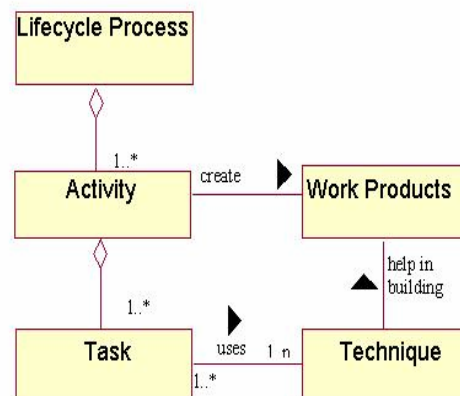 Lifecycle Process
1..*
Activity
create
Work Products
help in
building
1..*
Task
uses
1 n
1..*
Technique